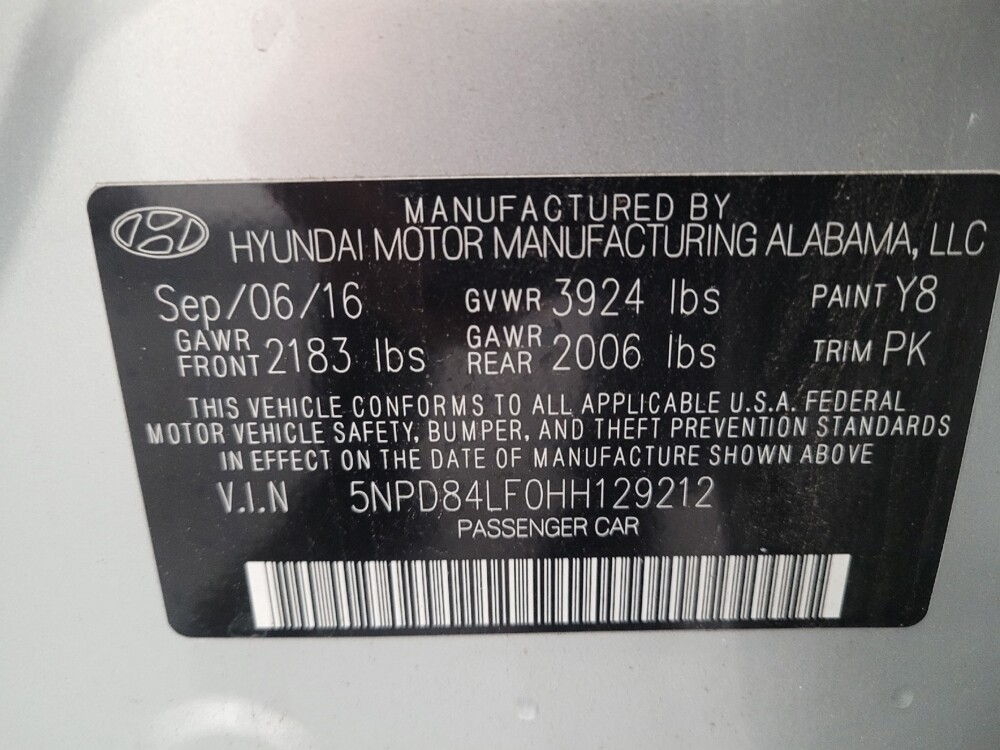 MANUFACTURED BY
HYUNDAI MOTOR MANUFACTURING ALABAMA, LLC
Sep/06/16 GVWR 3924 lbs PAINT Y8
GAWR FRONT 2183 lbs GAWR REAR 2006 lbs TRIM PK
THIS VEHICLE CONFORMS TO ALL APPLICABLE U.S.A. FEDERAL
MOTOR VEHICLE SAFETY, BUMPER, AND THEFT PREVENTION STANDARDS
IN EFFECT ON THE DATE OF MANUFACTURE SHOWN ABOVE
V.I.N 5NPD84LF0HH129212
PASSENGER CAR